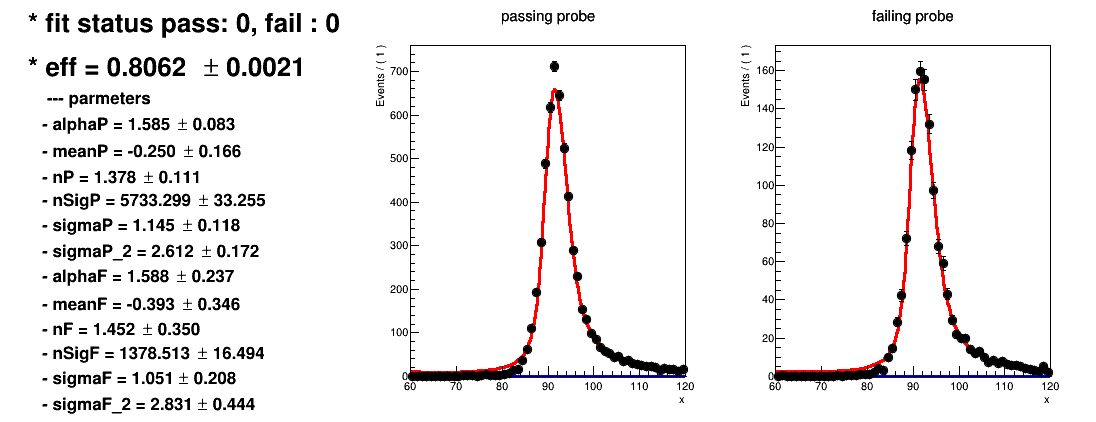 * fit status pass: 0, fail : 0
* eff = 0.8062 ± 0.0021
--- parmeters
- alphaP = 1.585 ± 0.083
- meanP = -0.250 ± 0.166
- nP = 1.378 ± 0.111
- nSigP = 5733.299 ± 33.255
- sigmaP = 1.145 ± 0.118
- sigmaP_2 = 2.612 ± 0.172
- alphaF = 1.588 ± 0.237
- meanF = -0.393 ± 0.346
- nF = 1.452 ± 0.350
- nSigF = 1378.513 ± 16.494
- sigmaF = 1.051 ± 0.208
- sigmaF_2 = 2.831 ± 0.444
passing probe
Events / ( 1 )
700
600
500
400
300
200
100
0
60 70 80 90 100 110 120
x
failing probe
Events / ( 1 )
160
140
120
100
80
60
40
20
0
60 70 80 90 100 110 120
x